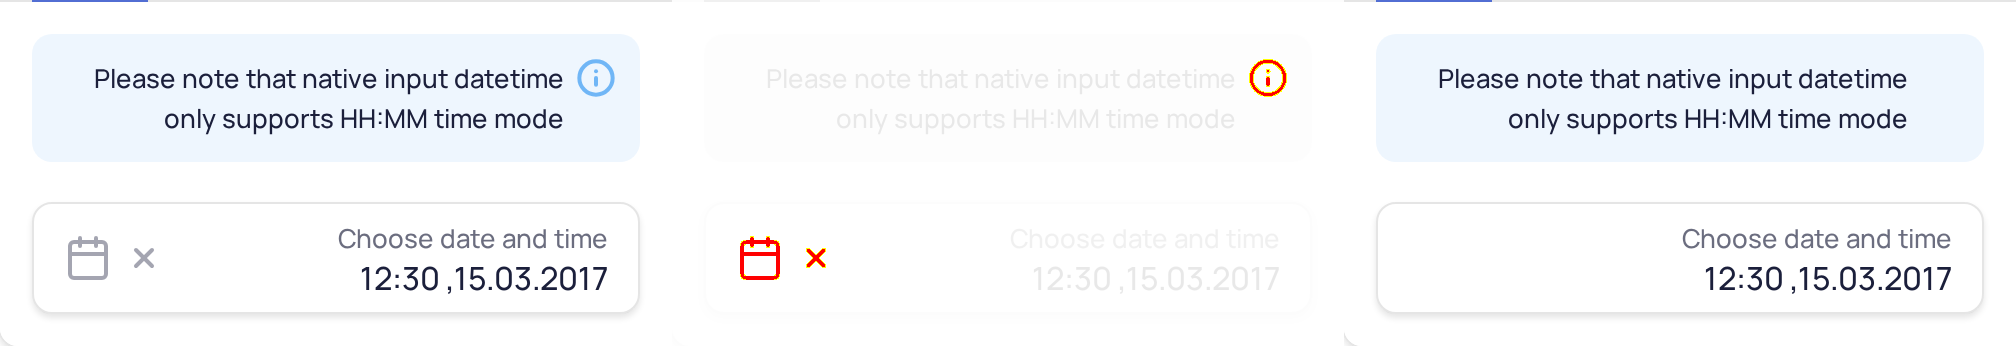 Please note that native input datetime
only supports HH:MM time mode
Choose date and time
12:30 ,15.03.2017
Please note that native input datetime
only supports HH:MM time mode
Choose date and time
12:30 ,15.03.2017
Please note that native input datetime
only supports HH:MM time mode
Choose date and time
12:30 ,15.03.2017